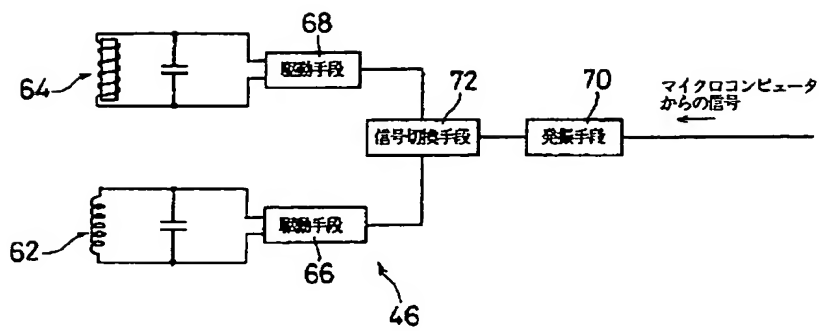 68
駆動手段
64
72
70
マイクロコンピュータ
からの信号
信号切換手段
発振手段
62
駆動手段
66
46